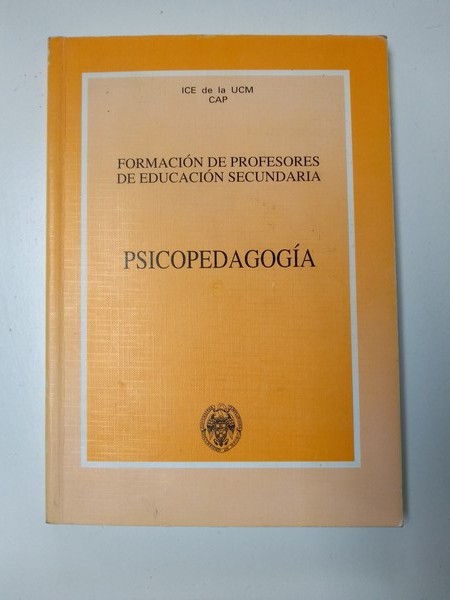 ICE de la UCM
CAP
FORMACIÓN DE PROFESORES
DE EDUCACIÓN SECUNDARIA
PSICOPEDAGOGÍA